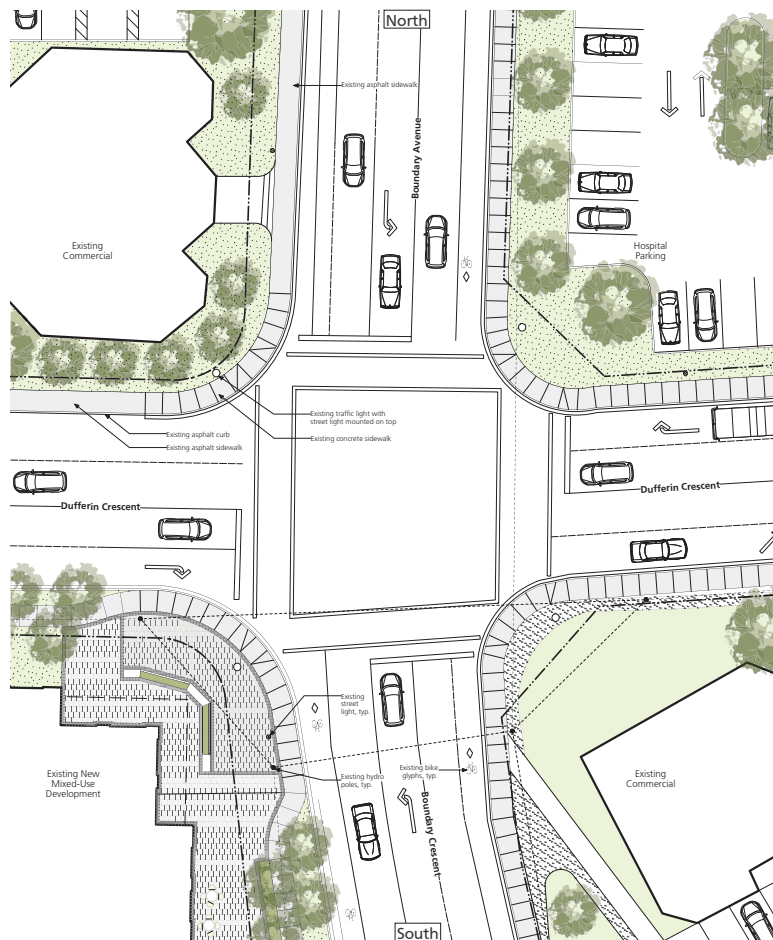 North
Existing asphalt sidewalk
Boundary Avenue
Existing
Commercial
Hospital
Parking
Existing traffic light with
street light mounted on top
Existing asphalt curb
Existing concrete sidewalk
Existing asphalt sidewalk
Dufferin Crescent
Dufferin Crescent
Existing
street
light, typ.
Existing hydro
poles, typ.
Existing bike
glyphs, typ.
Existing New
Mixed-Use
Development
Existing
Commercial
Boundary Crescent
South